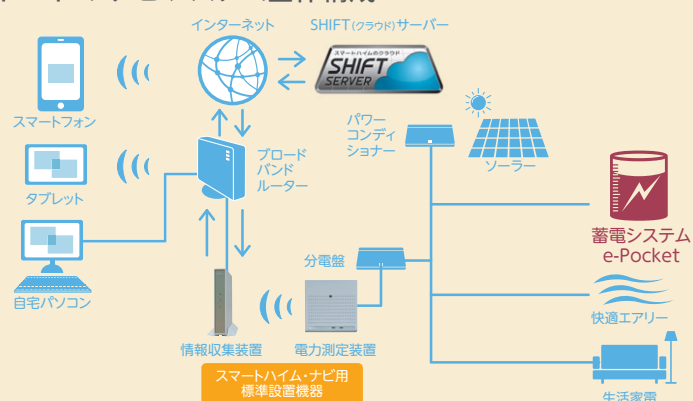 インターネット
SHIFT(クラウド)サーバー
スマートハイムのクラウド
SHIFT
SERVER
スマートフォン
パワー
コンディ
ショナー
ソーラー
ブロード
バンド
ルーター
タブレット
蓄電システム
e-Pocket
分電盤
自宅パソコン
快適エアリー
情報収集装置
電力測定装置
スマートハイム・ナビ用
標準設置機器
生活家電